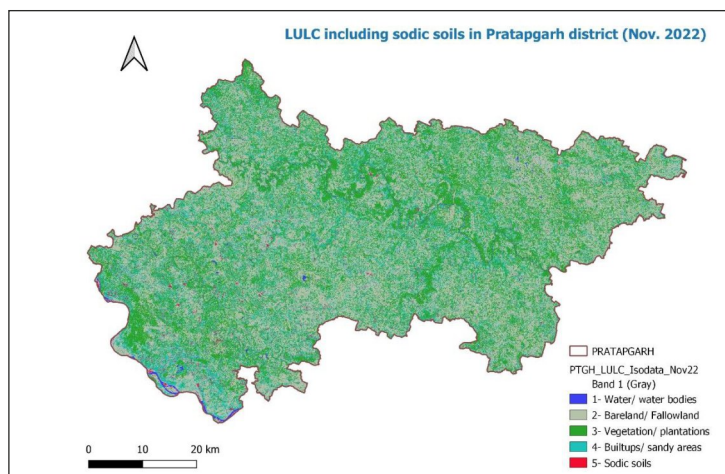 LULC including sodic soils in Pratapgarh district (Nov. 2022)
PRATAPGARH
PTGH_LULC_Isodata_Nov22
Band 1 (Gray)
1- Water/ water bodies
2- Bareland/ Fallowland
3- Vegetation/ plantations
4- Builtups/ sandy areas
5- Sodic soils
0 10 20 km